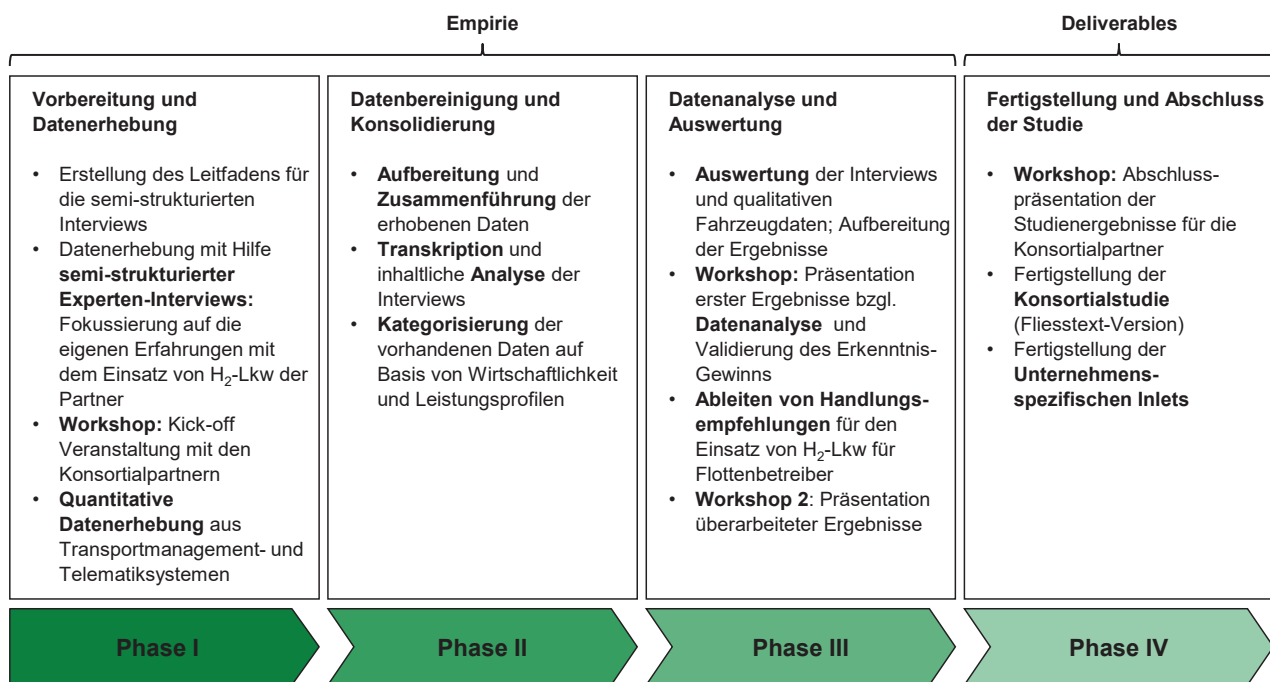 Empirie
Deliverables
Vorbereitung und
Datenerhebung
• Erstellung des Leitfadens für
die semi-strukturierten
Interviews
• Datenerhebung mit Hilfe
semi-strukturierter
Experten-Interviews:
Fokussierung auf die
eigenen Erfahrungen mit
dem Einsatz von H₂-Lkw der
Partner
• Workshop: Kick-off
Veranstaltung mit den
Konsortialpartnern
• Quantitative
Datenerhebung aus
Transportmanagement- und
Telematiksystemen
Datenbereinigung und
Konsolidierung
• Aufbereitung und
Zusammenführung der
erhobenen Daten
• Transkription und
inhaltliche Analyse der
Interviews
• Kategorisierung der
vorhandenen Daten auf
Basis von Wirtschaftlichkeit
und Leistungsprofilen
Datenanalyse und
Auswertung
• Auswertung der Interviews
und qualitativen
Fahrzeugdaten; Aufbereitung
der Ergebnisse
• Workshop: Präsentation
erster Ergebnisse bzgl.
Datenanalyse und
Validierung des Erkenntnis-
Gewinns
• Ableiten von Handlungs-
empfehlungen für den
Einsatz von H₂-Lkw für
Flottenbetreiber
• Workshop 2: Präsentation
überarbeiteter Ergebnisse
Fertigstellung und Abschluss
der Studie
• Workshop: Abschluss-
präsentation der
Studienergebnisse für die
Konsortialpartner
• Fertigstellung der
Konsortialstudie
(Fliesstext-Version)
• Fertigstellung der
Unternehmens-
spezifischen Inlets
Phase I
Phase II
Phase III
Phase IV